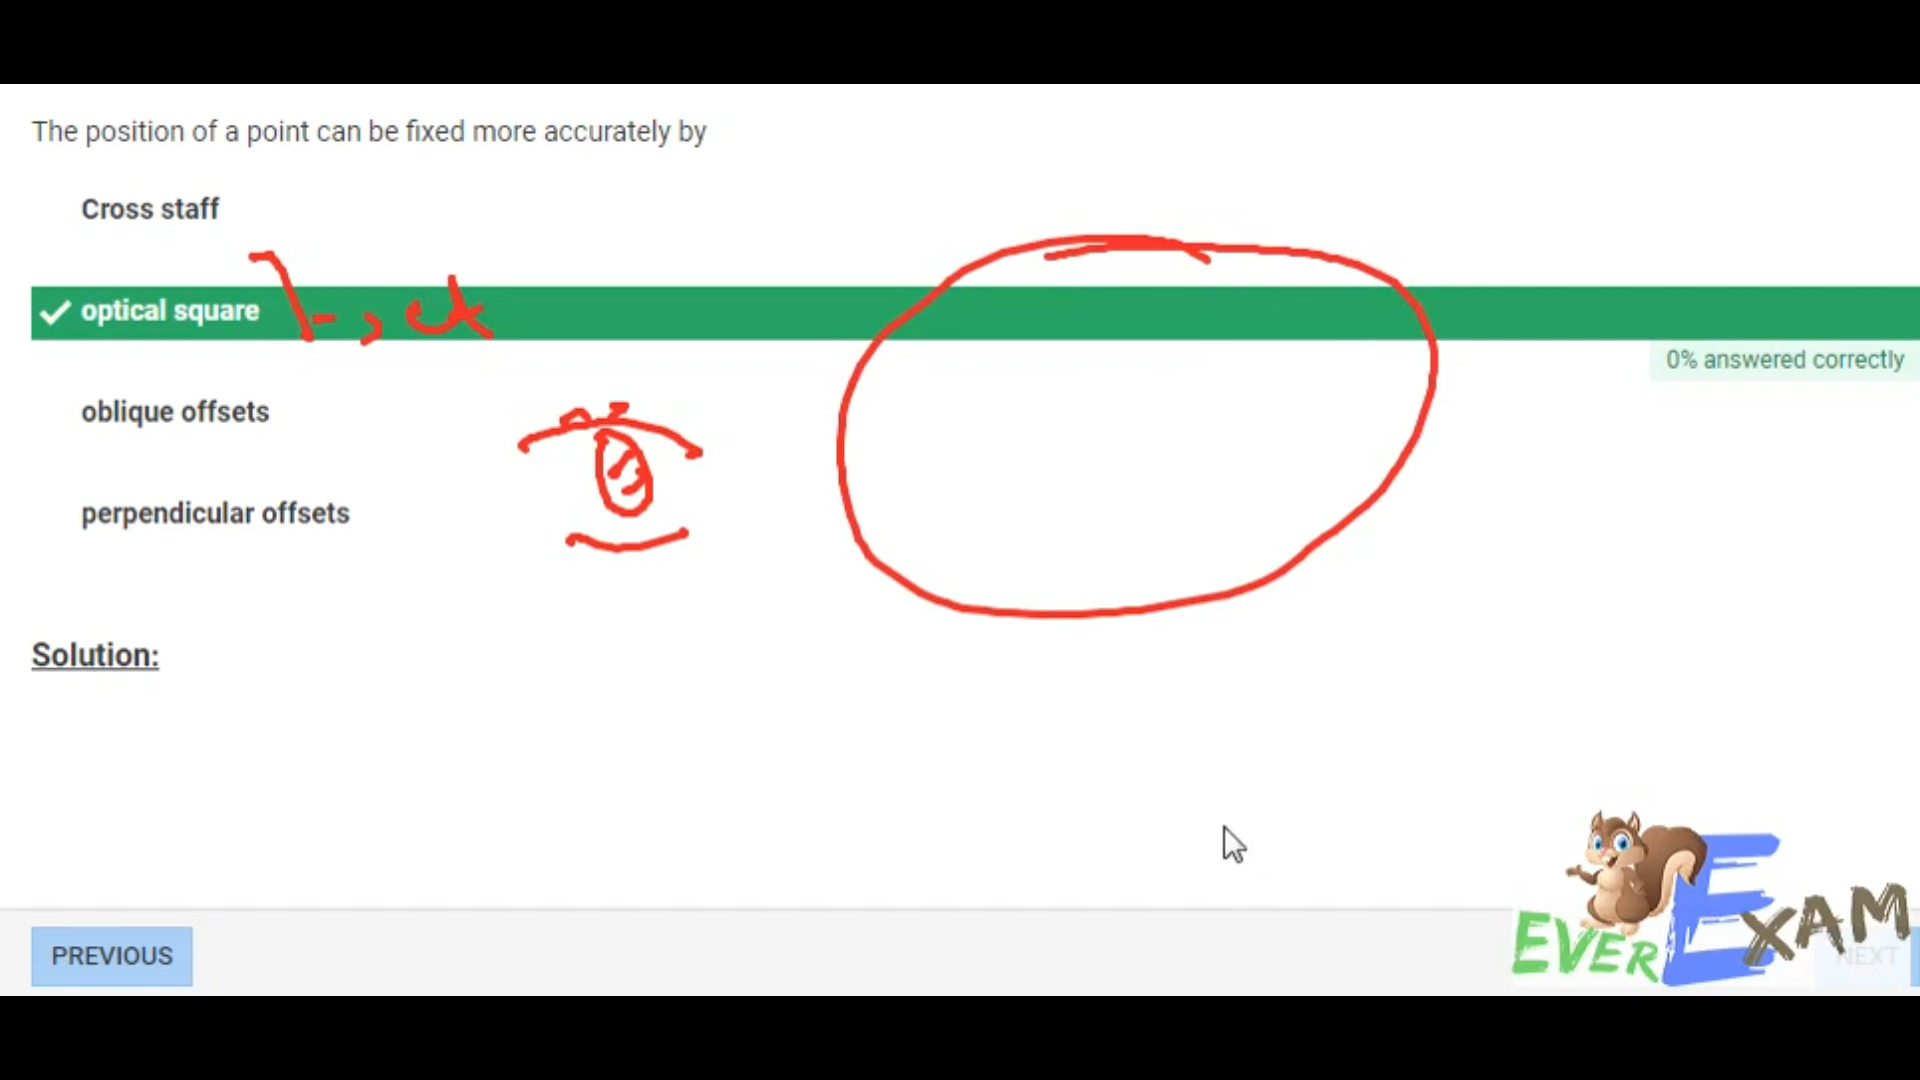 The position of a point can be fixed more accurately by
Cross staff
optical square
0% answered correctly
oblique offsets
perpendicular offsets
Solution:
PREVIOUS
EVER EXAM
NEXT